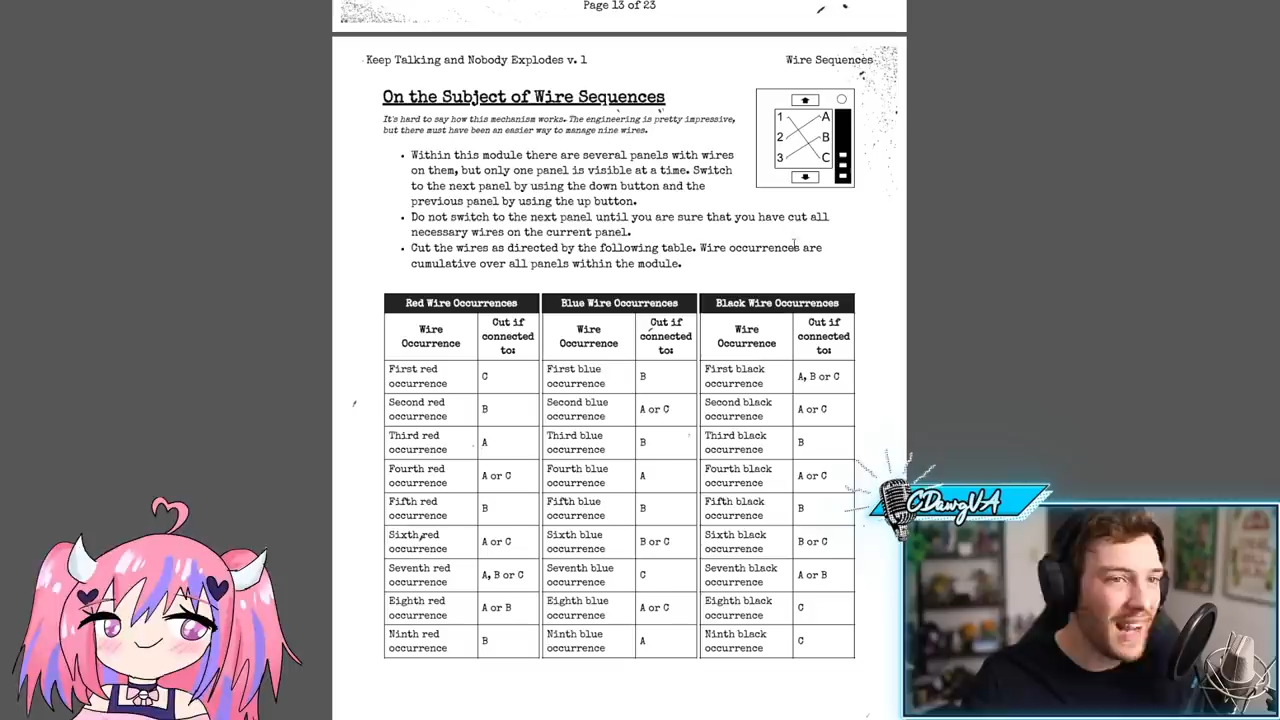 Page 13 of 23
Keep Talking and Nobody Explodes v. 1
Wire Sequences
On the Subject of Wire Sequences
It's hard to say how this mechanism works. The engineering is pretty impressive,
but there must have been an easier way to manage nine wires.
1 A
2 B
3 C
• Within this module there are several panels with wires
on them, but only one panel is visible at a time. Switch
to the next panel by using the down button and the
previous panel by using the up button.
• Do not switch to the next panel until you are sure that you have cut all
necessary wires on the current panel.
• Cut the wires as directed by the following table. Wire occurrences are
cumulative over all panels within the module.
Red Wire Occurrences
Wire
Occurrence
Cut if
connected
to:
First red
occurrence
C
Second red
occurrence
B
Third red
occurrence
A
Fourth red
occurrence
A or C
Fifth red
occurrence
B
Sixth red
occurrence
A or C
Seventh red
occurrence
A, B or C
Eighth red
occurrence
A or B
Ninth red
occurrence
B
Blue Wire Occurrences
Wire
Occurrence
Cut if
connected
to:
First blue
occurrence
B
Second blue
occurrence
A or C
Third blue
occurrence
B
Fourth blue
occurrence
A
Fifth blue
occurrence
B
Sixth blue
occurrence
B or C
Seventh blue
occurrence
C
Eighth blue
occurrence
A or C
Ninth blue
occurrence
A
Black Wire Occurrences
Wire
Occurrence
Cut if
connected
to:
First black
occurrence
A, B or C
Second black
occurrence
A or C
Third black
occurrence
B
Fourth black
occurrence
A or C
Fifth black
occurrence
B
Sixth black
occurrence
B or C
Seventh black
occurrence
A or B
Eighth black
occurrence
C
Ninth black
occurrence
C
CDawgVA